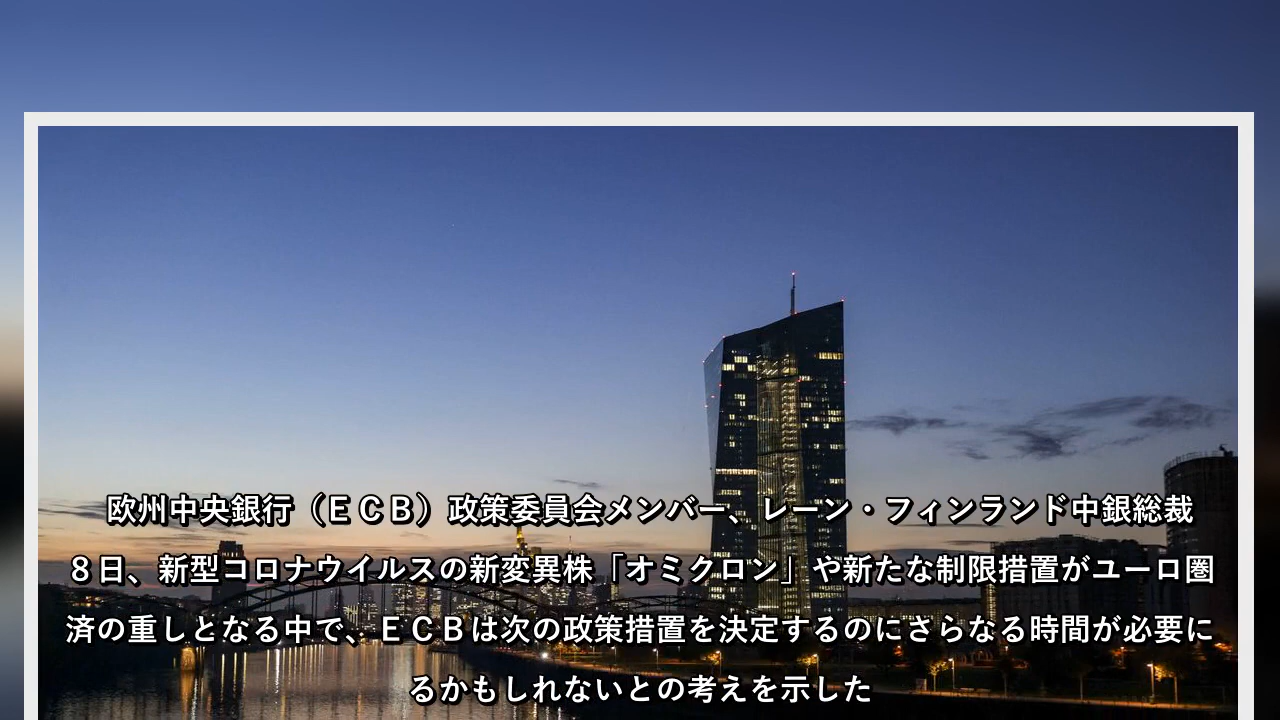 欧州中央銀行（ＥＣＢ）政策委員会メンバー、レーン・フィンランド中銀総裁
８日、新型コロナウイルスの新変異株「オミクロン」や新たな制限措置がユーロ圏
済の重しとなる中で、ＥＣＢは次の政策措置を決定するのにさらなる時間が必要に
るかもしれないとの考えを示した